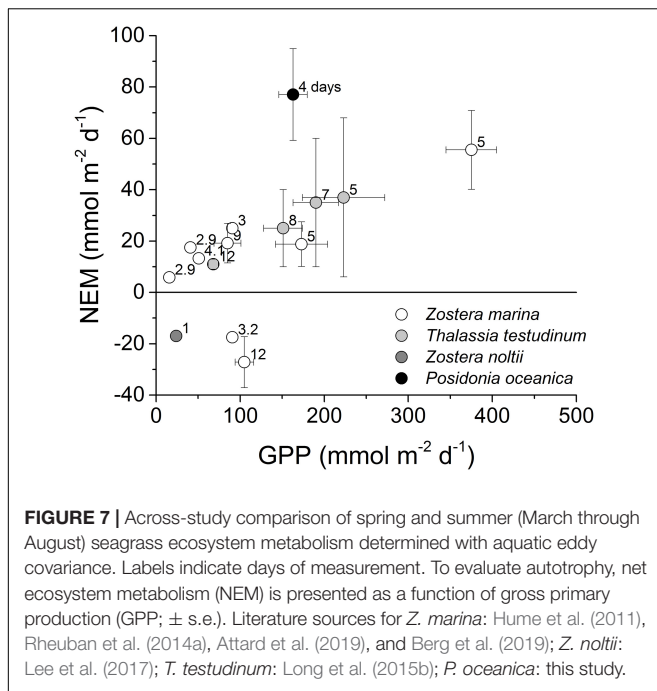 100
80
60
40
20
0
-20
-40
NEM (mmol m-2 d-1)
4 days
5
7
5
8
5
3
9
2.9
4.1
12
2.9
1
3.2
12
Zostera marina
Thalassia testudinum
Zostera noltii
Posidonia oceanica
0 100 200 300 400 500
GPP (mmol m-2 d-1)
FIGURE 7 | Across-study comparison of spring and summer (March through
August) seagrass ecosystem metabolism determined with aquatic eddy
covariance. Labels indicate days of measurement. To evaluate autotrophy, net
ecosystem metabolism (NEM) is presented as a function of gross primary
production (GPP; ± s.e.). Literature sources for Z. marina: Hume et al. (2011),
Rheuban et al. (2014a), Attard et al. (2019), and Berg et al. (2019); Z. noltii:
Lee et al. (2017); T. testudinum: Long et al. (2015b); P. oceanica: this study.